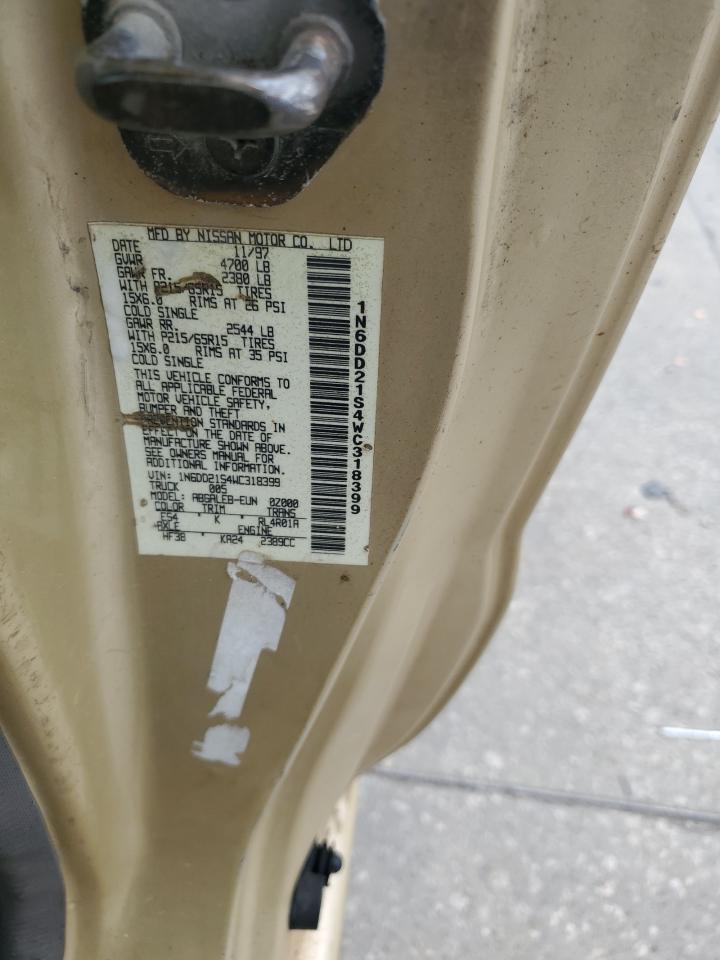 MFD BY NISSAN MOTOR CO., LTD
DATE 11/97
GVWR 4700 LB
GAWR FR. 2380 LB
WITH P215/65R15 TIRES
15X6.0 RIMS AT 26 PSI
COLD SINGLE
GAWR RR. 2544 LB
WITH P215/65R15 TIRES
15X6.0 RIMS AT 35 PSI
COLD SINGLE
THIS VEHICLE CONFORMS TO
ALL APPLICABLE FEDERAL
MOTOR VEHICLE SAFETY,
BUMPER AND THEFT
PREVENTION STANDARDS IN
EFFECT ON THE DATE OF
MANUFACTURE SHOWN ABOVE.
SEE OWNERS MANUAL FOR
ADDITIONAL INFORMATION.
VIN: 1N6DD21S4WC318399
TRUCK 005
MODEL: ABGALEB-EUN 0Z000
COLOR TRIM TRANS
ES4 * K * RL4R01A
AXLE ENGINE
HF38 * KA24 2389CC
1N6DD21S4WC318399